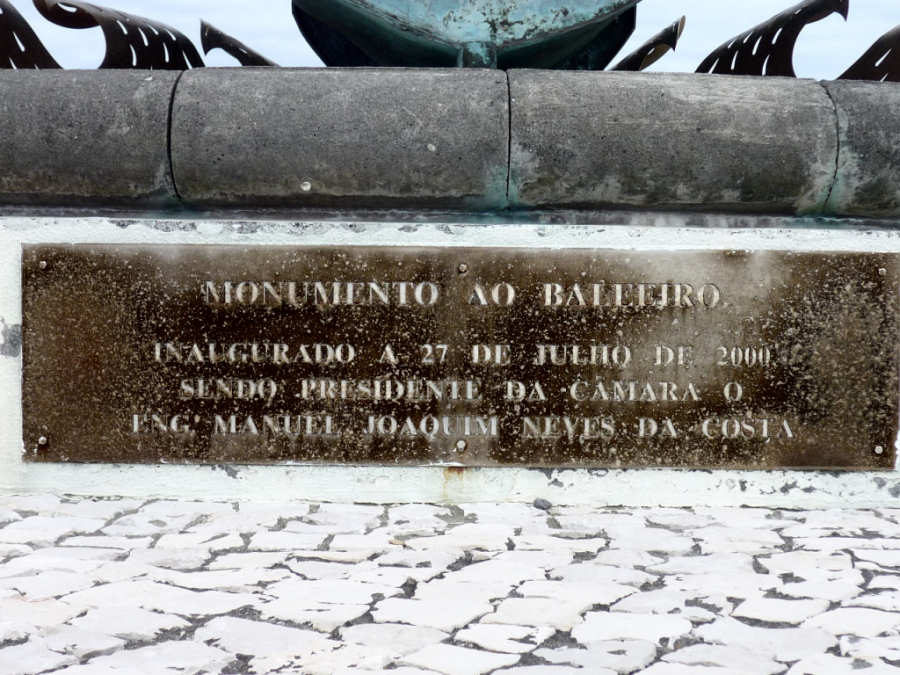 MONUMENTO AO BALEEIRO
INAUGURADO A 27 DE JULHO DE 2000
SENDO PRESIDENTE DA CÂMARA O
ENG. MANUEL JOAQUIM NEVES DA COSTA